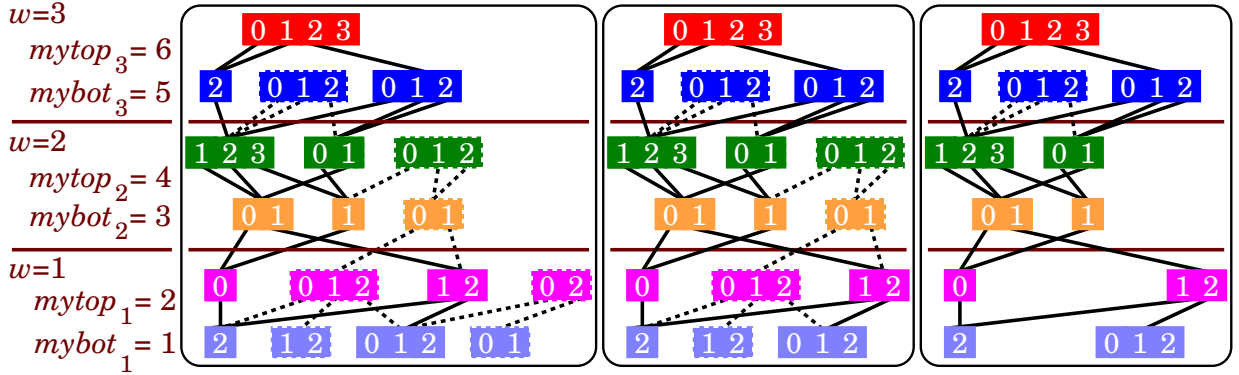 w=3
mytop3= 6
mybot3= 5
w=2
mytop2= 4
mybot2= 3
w=1
mytop1= 2
mybot1= 1
0 1 2 3
2 0 1 2 0 1 2
1 2 3 0 1 0 1 2
0 1 1 0 1
0 0 1 2 1 2 0 2
2 1 2 0 1 2 0 1
0 1 2 3
2 0 1 2 0 1 2
1 2 3 0 1 0 1 2
0 1 1 0 1
0 0 1 2 1 2
2 1 2 0 1 2
0 1 2 3
2 0 1 2 0 1 2
1 2 3 0 1
0 1 1
0 1 2
2 0 1 2